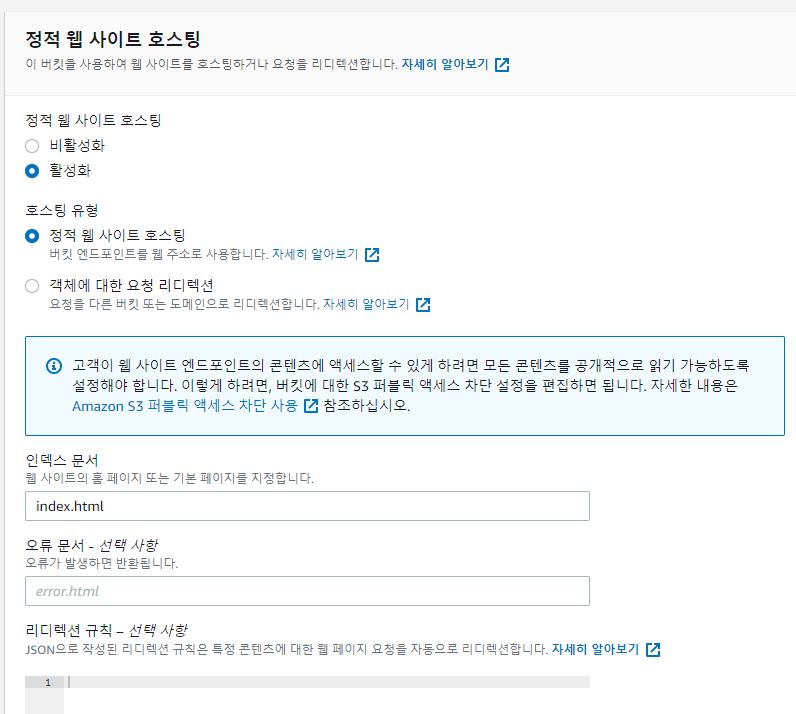 정적 웹 사이트 호스팅
이 버킷을 사용하여 웹 사이트를 호스팅하거나 요청을 리디렉션합니다. 자세히 알아보기
정적 웹 사이트 호스팅
비활성화
활성화
호스팅 유형
정적 웹 사이트 호스팅
버킷 엔드포인트를 웹 주소로 사용합니다. 자세히 알아보기
객체에 대한 요청 리디렉션
요청을 다른 버킷 또는 도메인으로 리디렉션합니다. 자세히 알아보기
고객이 웹 사이트 엔드포인트의 콘텐츠에 액세스할 수 있게 하려면 모든 콘텐츠를 공개적으로 읽기 가능하도록
설정해야 합니다. 이렇게 하려면, 버킷에 대한 S3 퍼블릭 액세스 차단 설정을 편집하면 됩니다. 자세한 내용은
Amazon S3 퍼블릭 액세스 차단 사용 참조하십시오.
인덱스 문서
웹 사이트의 홈 페이지 또는 기본 페이지를 지정합니다.
index.html
오류 문서 - 선택 사항
오류가 발생하면 반환됩니다.
error.html
리디렉션 규칙 – 선택 사항
JSON으로 작성된 리디렉션 규칙은 특정 콘텐츠에 대한 웹 페이지 요청을 자동으로 리디렉션합니다. 자세히 알아보기
1